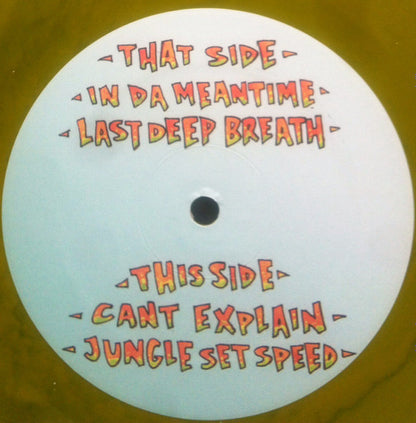 THAT SIDE
IN DA MEANTIME
LAST DEEP BREATH
THIS SIDE
CANT EXPLAIN
JUNGLE SET SPEED